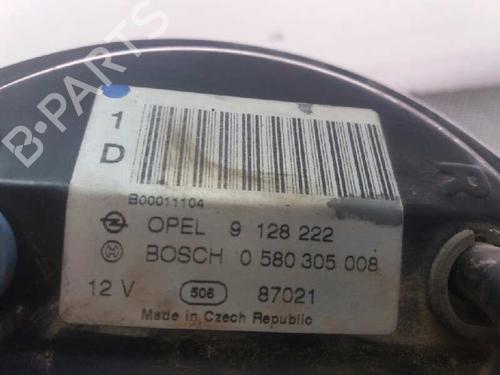 1
D
B00011104
OPEL 9 128 222
BOSCH 0 580 305 008
12 V 506 87021
Made in Czech Republic
R
B-PARTS